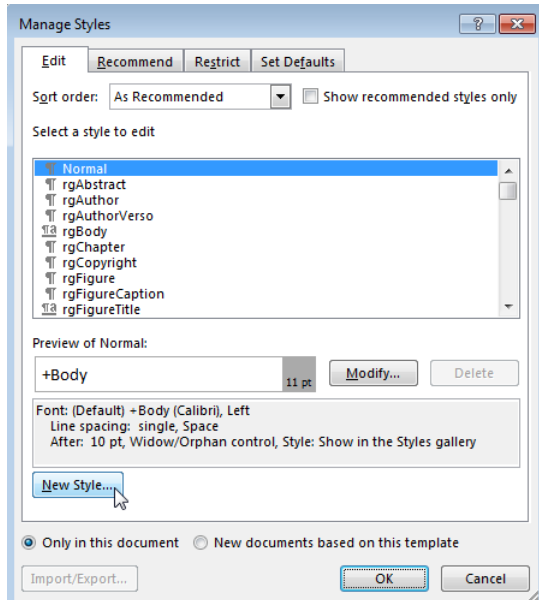 Manage Styles
Edit Recommend Restrict Set Defaults
Sort order: As Recommended Show recommended styles only
Select a style to edit
¶ Normal
¶ rgAbstract
¶ rgAuthor
¶ rgAuthorVerso
¶a rgBody
¶ rgChapter
¶ rgCopyright
¶ rgFigure
¶ rgFigureCaption
¶a rgFigureTitle
Preview of Normal:
+Body 11 pt Modify... Delete
Font: (Default) +Body (Calibri), Left
Line spacing: single, Space
After: 10 pt, Widow/Orphan control, Style: Show in the Styles gallery
New Style...
Only in this document New documents based on this template
Import/Export... OK Cancel